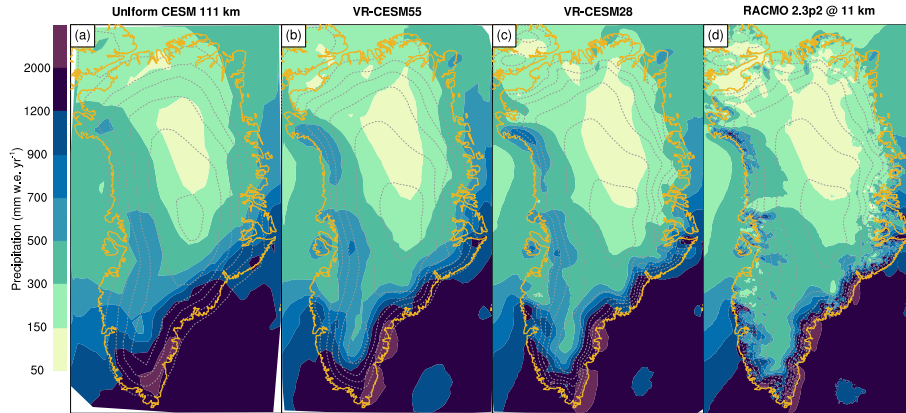 Uniform CESM 111 km
VR-CESM55
VR-CESM28
RACMO 2.3p2 @ 11 km
(a)
(b)
(c)
(d)
Precipitation (mm w.e. yr⁻¹)
2000
1200
900
700
500
300
150
50